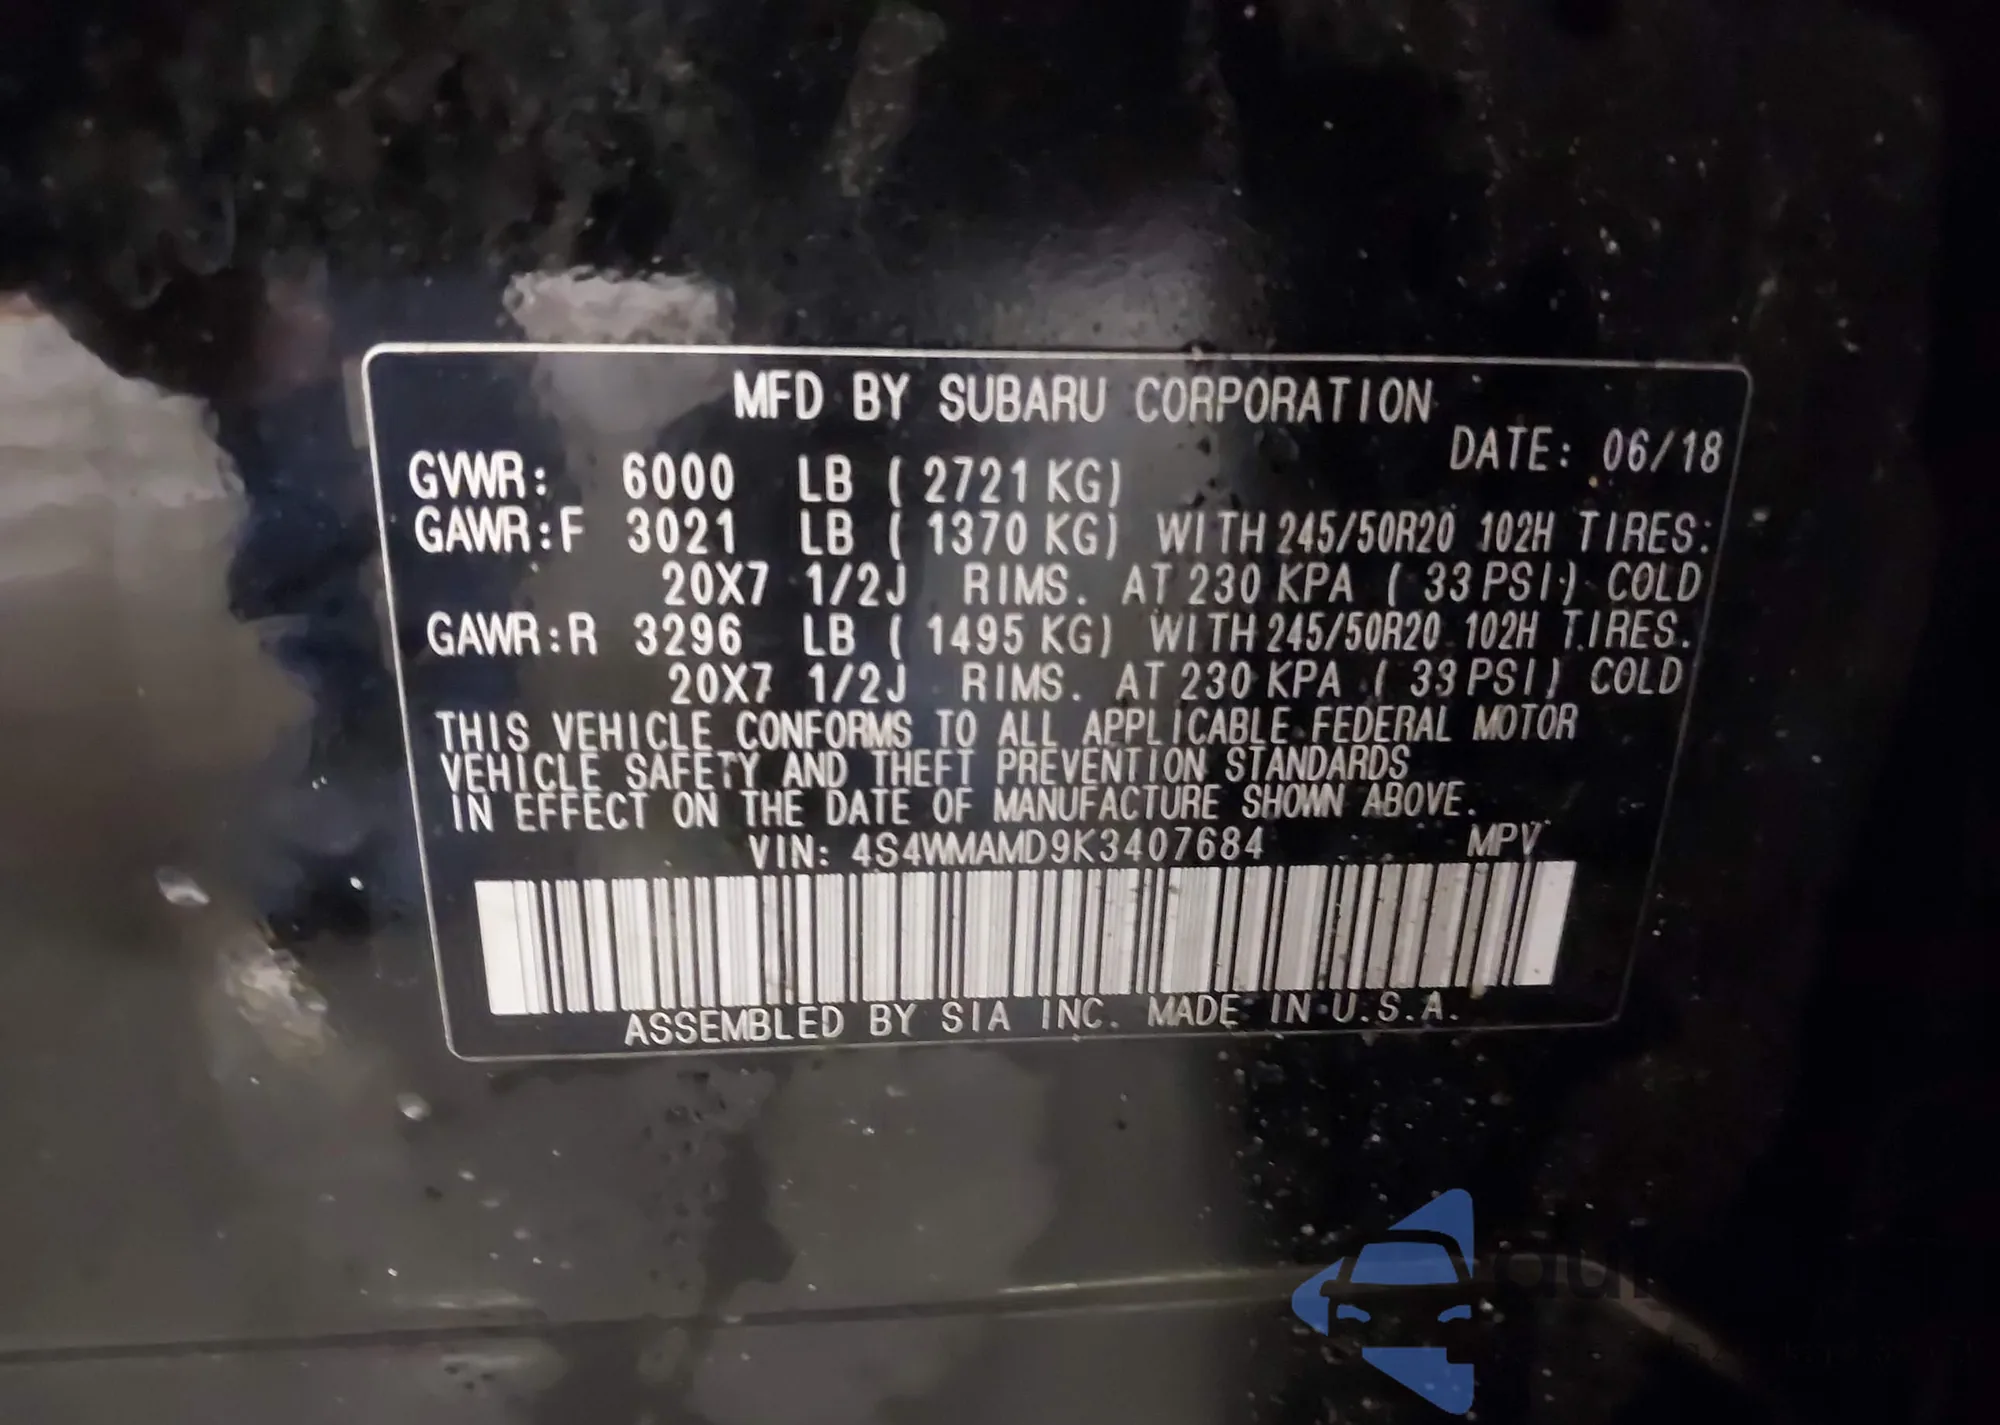 MFD BY SUBARU CORPORATION
DATE: 06/18
GVWR: 6000 LB ( 2721 KG)
GAWR:F 3021 LB ( 1370 KG) WITH 245/50R20 102H TIRES.
20X7 1/2J RIMS. AT 230 KPA ( 33 PSI) COLD
GAWR:R 3296 LB ( 1495 KG) WITH 245/50R20 102H TIRES.
20X7 1/2J RIMS. AT 230 KPA ( 33 PSI) COLD
THIS VEHICLE CONFORMS TO ALL APPLICABLE FEDERAL MOTOR
VEHICLE SAFETY AND THEFT PREVENTION STANDARDS
IN EFFECT ON THE DATE OF MANUFACTURE SHOWN ABOVE.
VIN: 4S4WMAMD9K3407684 MPV
ASSEMBLED BY SIA INC. MADE IN U.S.A.